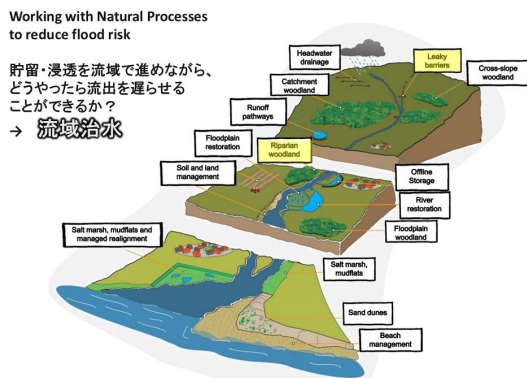 Working with Natural Processes
to reduce flood risk
貯留・浸透を流域で進めながら、
どうやったら流出を遅らせる
ことができるか？
→ 流域治水
Headwater
drainage
Leaky
barriers
Catchment
woodland
Cross-slope
woodland
Runoff
pathways
Floodplain
restoration
Riparian
woodland
Soil and land
management
Offline
Storage
River
restoration
Floodplain
woodland
Salt marsh, mudflats and
managed realignment
Salt marsh,
mudflats
Sand dunes
Beach
management